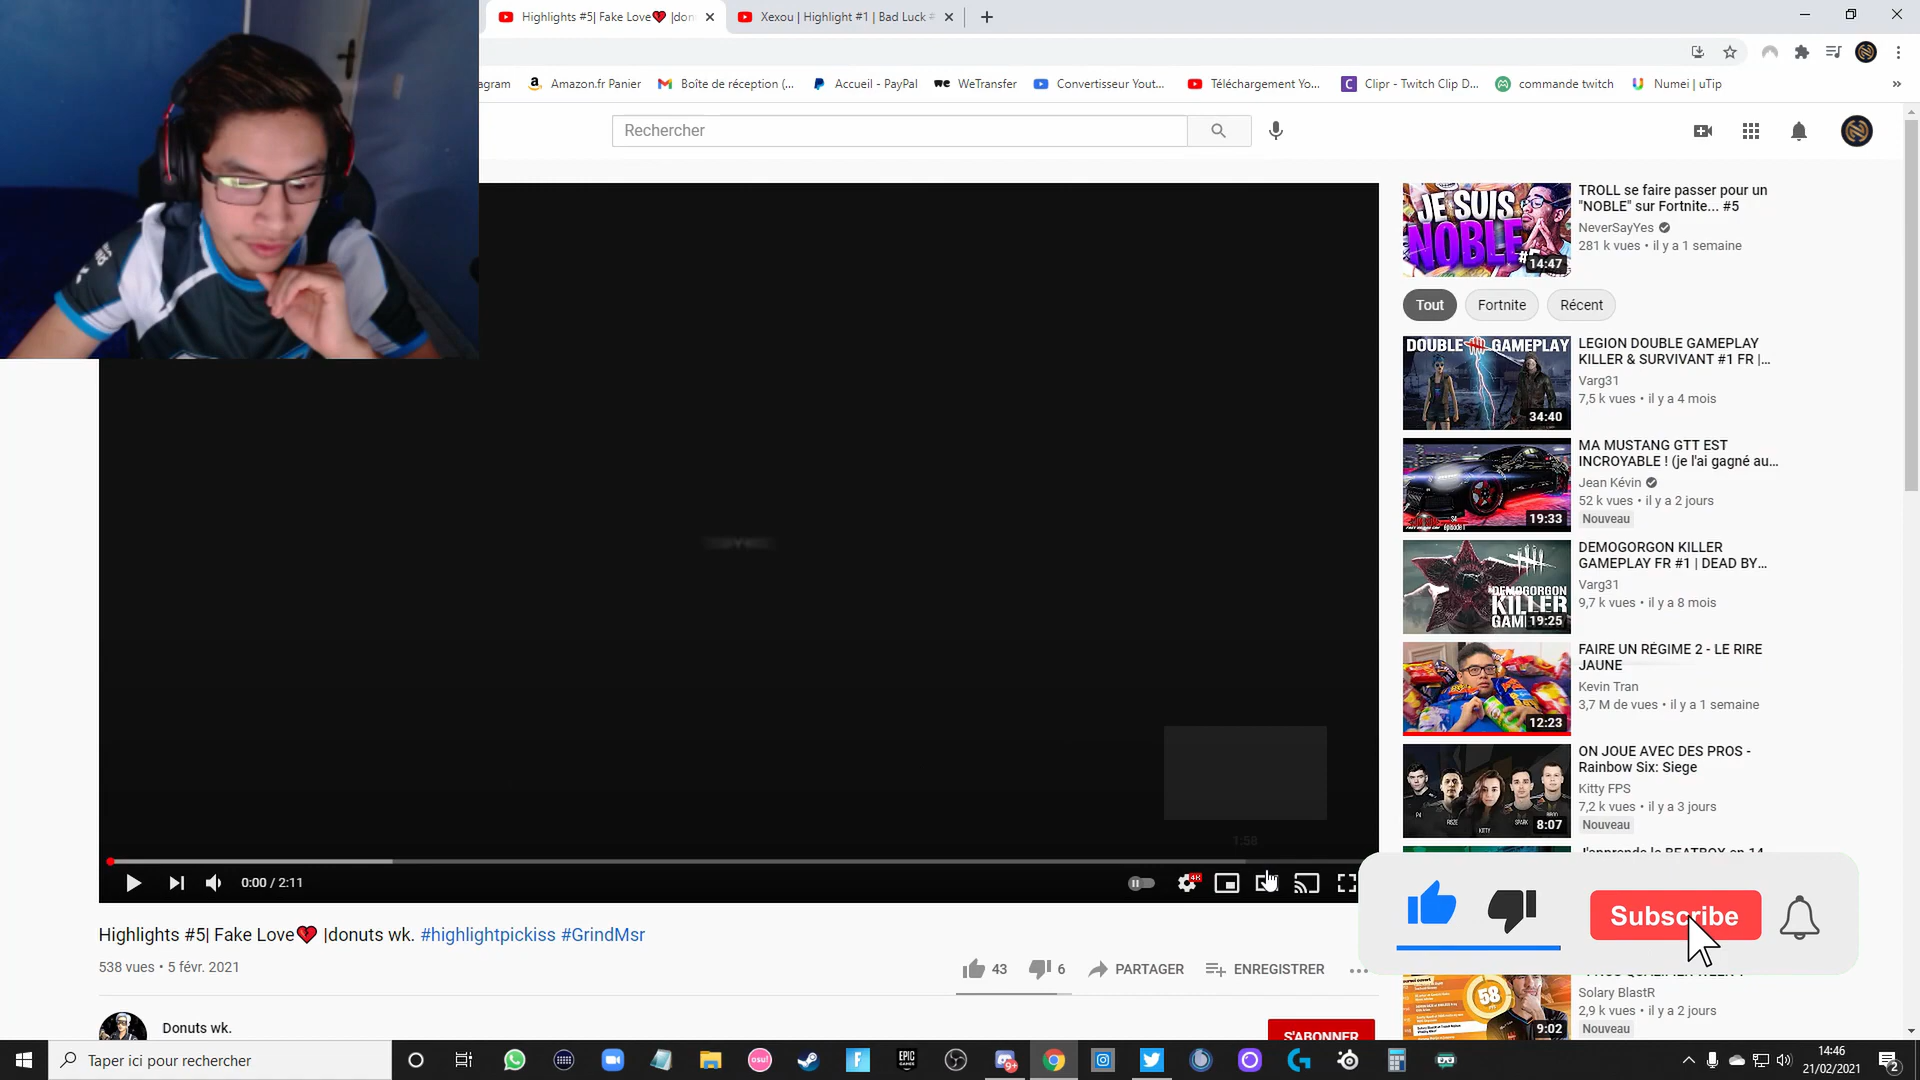 Highlights #5| Fake Love💔 |don
Xexou | Highlight #1 | Bad Luck #
agram
Amazon.fr Panier
Boîte de réception (...
Accueil - PayPal
WeTransfer
Convertisseur Yout...
Téléchargement Yo...
Clipr - Twitch Clip D...
commande twitch
Numei | uTip
Rechercher
JE SUIS
NOBLE
14:47
TROLL se faire passer pour un
"NOBLE" sur Fortnite... #5
NeverSayYes
281 k vues • il y a 1 semaine
Tout
Fortnite
Récent
DOUBLE GAMEPLAY
34:40
LEGION DOUBLE GAMEPLAY
KILLER & SURVIVANT #1 FR |...
Varg31
7,5 k vues • il y a 4 mois
19:33
MA MUSTANG GTT EST
INCROYABLE ! (je l'ai gagné au...
Jean Kévin
52 k vues • il y a 2 jours
Nouveau
DEMOGORGON
KILLER
19:25
DEMOGORGON KILLER
GAMEPLAY FR #1 | DEAD BY...
Varg31
9,7 k vues • il y a 8 mois
12:23
FAIRE UN RÉGIME 2 - LE RIRE
JAUNE
Kevin Tran
3,7 M de vues • il y a 1 semaine
8:07
ON JOUE AVEC DES PROS -
Rainbow Six: Siege
Kitty FPS
7,2 k vues • il y a 3 jours
Nouveau
1:58
0:00 / 2:11
4K
Subscribe
Highlights #5| Fake Love💔 |donuts wk. #highlightpickiss #GrindMsr
538 vues • 5 févr. 2021
43
6
PARTAGER
ENREGISTRER
58
9:02
Solary BlastR
2,9 k vues • il y a 2 jours
Nouveau
Donuts wk.
S'ABONNER
Taper ici pour rechercher
osu!
EPIC
GAMES
9+
14:46
21/02/2021
2